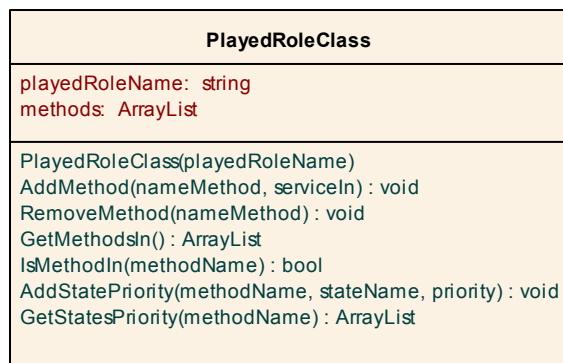 PlayedRoleClass
playedRoleName: string
methods: ArrayList
PlayedRoleClass(playedRoleName)
AddMethod(nameMethod, serviceIn) : void
RemoveMethod(nameMethod) : void
GetMethodsIn() : ArrayList
IsMethodIn(methodName) : bool
AddStatePriority(methodName, stateName, priority) : void
GetStatesPriority(methodName) : ArrayList